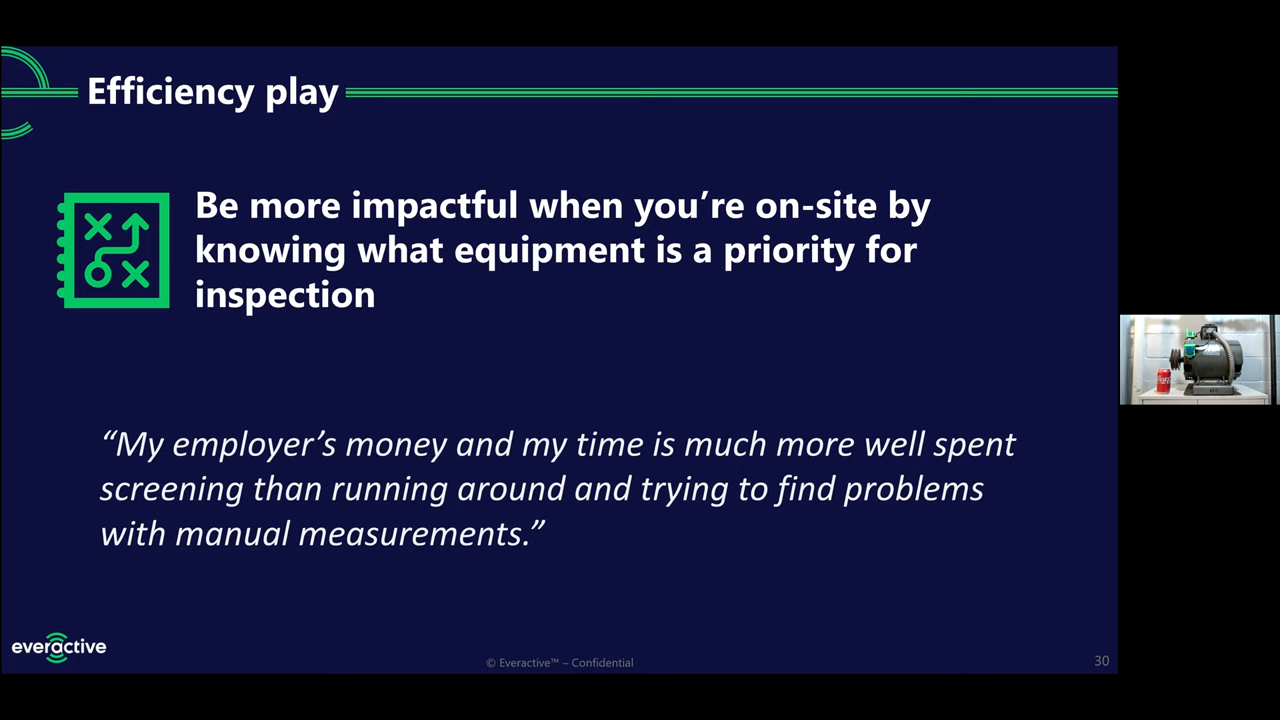 Efficiency play
Be more impactful when you’re on-site by
knowing what equipment is a priority for
inspection
“My employer’s money and my time is much more well spent
screening than running around and trying to find problems
with manual measurements.”
everactive
© Everactive™ – Confidential
30